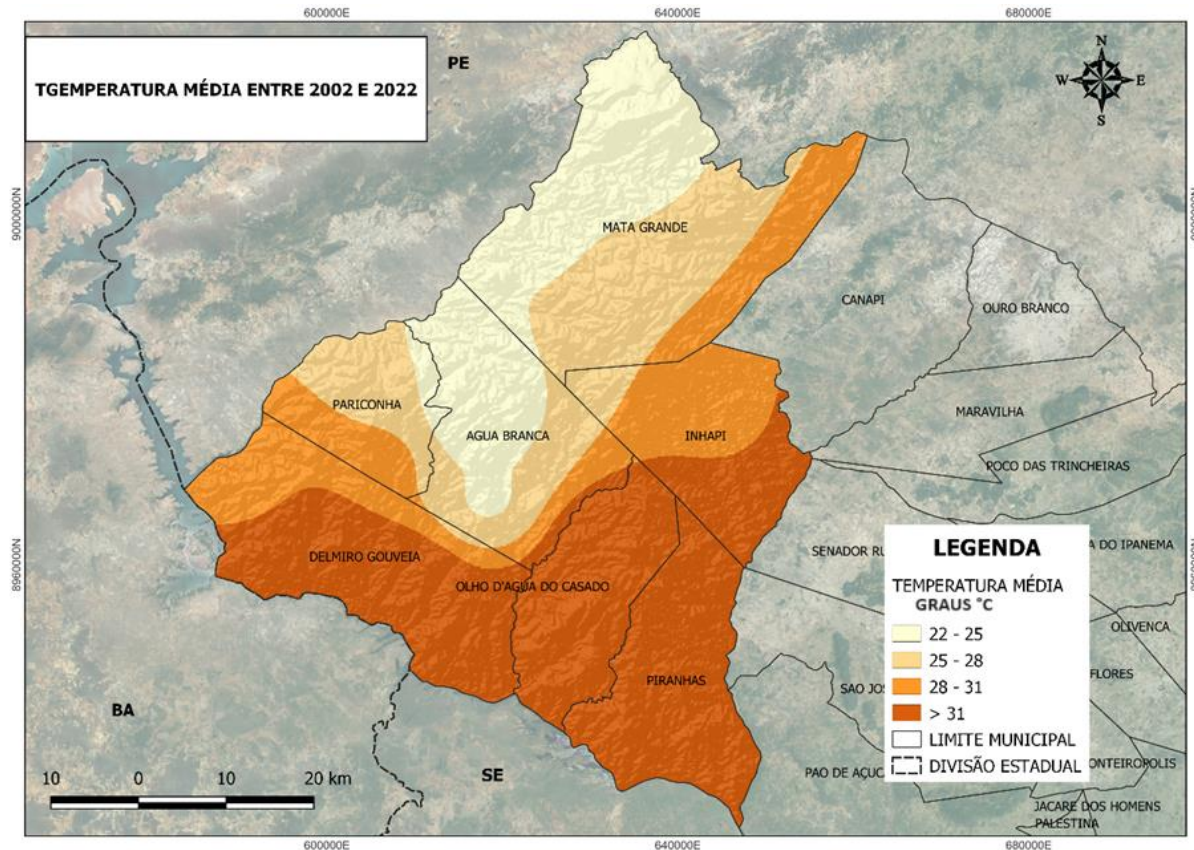 600000E
640000E
680000E
TGEMPERATURA MÉDIA ENTRE 2002 E 2022
PE
N
W
E
S
9000000N
9000000N
MATA GRANDE
CANAPI
OURO BRANCO
PARICONHA
MARAVILHA
AGUA BRANCA
INHAPI
POCO DAS TRINCHEIRAS
DELMIRO GOUVEIA
SENADOR RU
A DO IPANEMA
8960000N
8960000N
OLHO D'AGUA DO CASADO
OLIVENCA
PIRANHAS
SAO JOS
FLORES
BA
SE
PAO DE AÇUC
ONTEIROPOLIS
JACARE DOS HOMENS
PALESTINA
LEGENDA
TEMPERATURA MÉDIA
GRAUS °C
22 - 25
25 - 28
28 - 31
> 31
LIMITE MUNICIPAL
DIVISÃO ESTADUAL
10 0 10 20 km
600000E
640000E
680000E